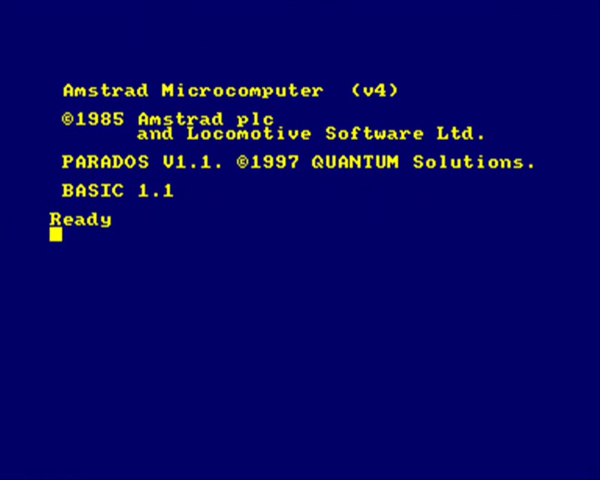 Amstrad Microcomputer (v4)
©1985 Amstrad plc
and Locomotive Software Ltd.
PARADOS V1.1. ©1997 QUANTUM Solutions.
BASIC 1.1
Ready